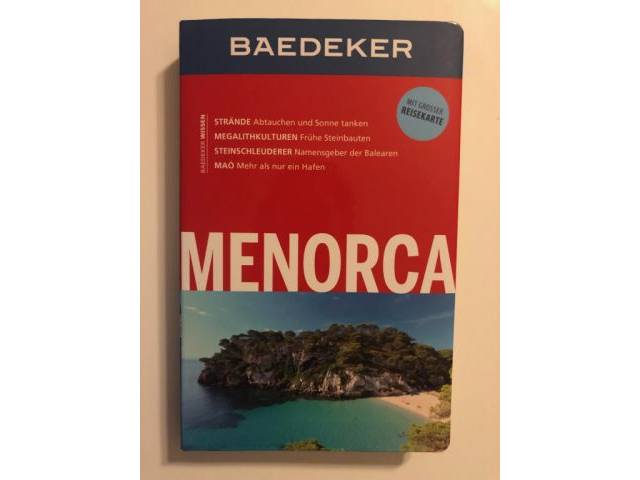 BAEDEKER
MIT GROSSER
REISEKARTE
BAEDEKER WISSEN
STRÄNDE Abtauchen und Sonne tanken
MEGALITHKULTUREN Frühe Steinbauten
STEINSCHLEUDERER Namensgeber der Balearen
MAÓ Mehr als nur ein Hafen
MENORCA